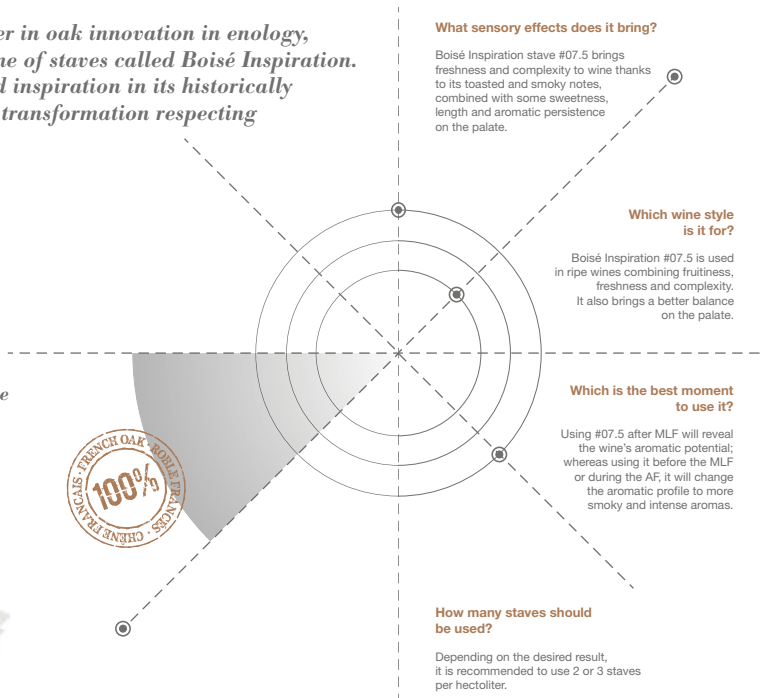 er in oak innovation in enology,
ne of staves called Boisé Inspiration.
d inspiration in its historically
transformation respecting
What sensory effects does it bring?
Boisé Inspiration stave #07.5 brings
freshness and complexity to wine thanks
to its toasted and smoky notes,
combined with some sweetness,
length and aromatic persistence
on the palate.
Which wine style
is it for?
Boisé Inspiration #07.5 is used
in ripe wines combining fruitiness,
freshness and complexity.
It also brings a better balance
on the palate.
e
Which is the best moment
to use it?
Using #07.5 after MLF will reveal
the wine's aromatic potential;
whereas using it before the MLF
or during the AF, it will change
the aromatic profile to more
smoky and intense aromas.
· FRENCH OAK · ROBLE FRANCÉS · CHÊNE FRANÇAIS
100%
How many staves should
be used?
Depending on the desired result,
it is recommended to use 2 or 3 staves
per hectoliter.